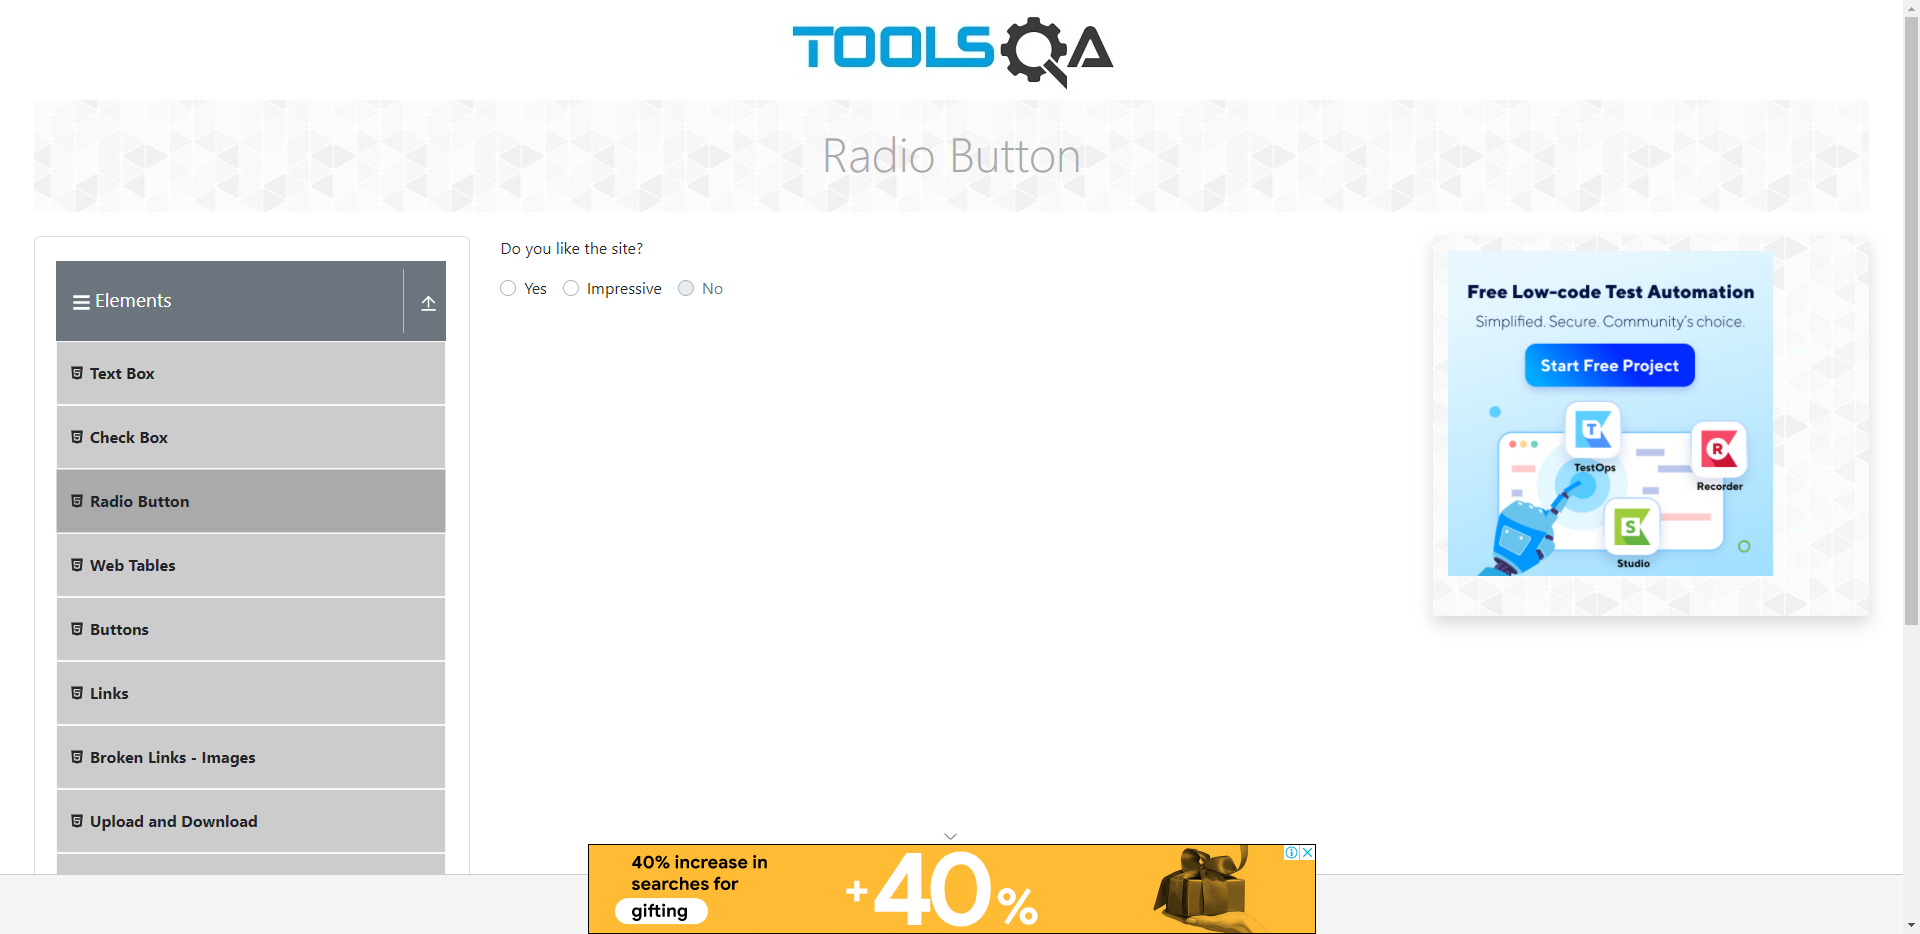 TOOLSQA
Radio Button
Elements
Text Box
Check Box
Radio Button
Web Tables
Buttons
Links
Broken Links - Images
Upload and Download
Do you like the site?
Yes
Impressive
No
Free Low-code Test Automation
Simplified. Secure. Community's choice.
Start Free Project
T
TestOps
R
Recorder
S
Studio
40% increase in
searches for
gifting
+40%